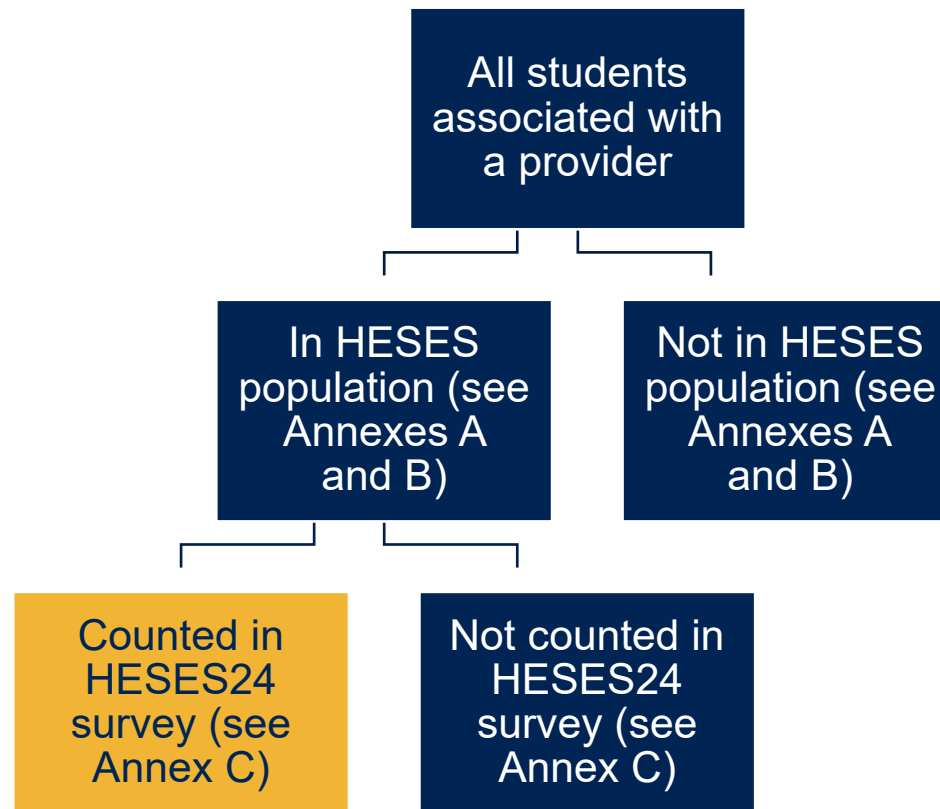 All students
associated with
a provider
In HESES
population (see
Annexes A
and B)
Not in HESES
population (see
Annexes A
and B)
Counted in
HESES24
survey (see
Annex C)
Not counted in
HESES24
survey (see
Annex C)